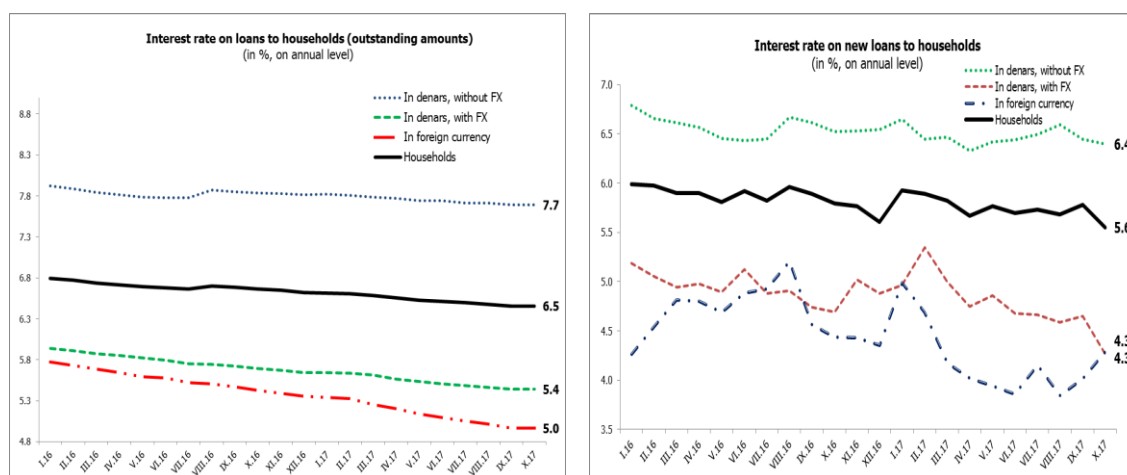 Interest rate on loans to households (outstanding amounts)
(in %, on annual level)
In denars, without FX
In denars, with FX
In foreign currency
Households
8.8
8.3
7.8
7.3
6.8
6.3
5.8
5.3
4.8
7.7
6.5
5.4
5.0
I.16
II.16
III.16
IV.16
V.16
VI.16
VII.16
VIII.16
IX.16
X.16
XI.16
XII.16
I.17
II.17
III.17
IV.17
V.17
VI.17
VII.17
VIII.17
IX.17
X.17
Interest rate on new loans to households
(in %, on annual level)
In denars, without FX
In denars, with FX
In foreign currency
Households
7.0
6.5
6.0
5.5
5.0
4.5
4.0
3.5
6.4
5.6
4.3
4.3
I.16
II.16
III.16
IV.16
V.16
VI.16
VII.16
VIII.16
IX.16
X.16
XI.16
XII.16
I.17
II.17
III.17
IV.17
V.17
VI.17
VII.17
VIII.17
IX.17
X.17